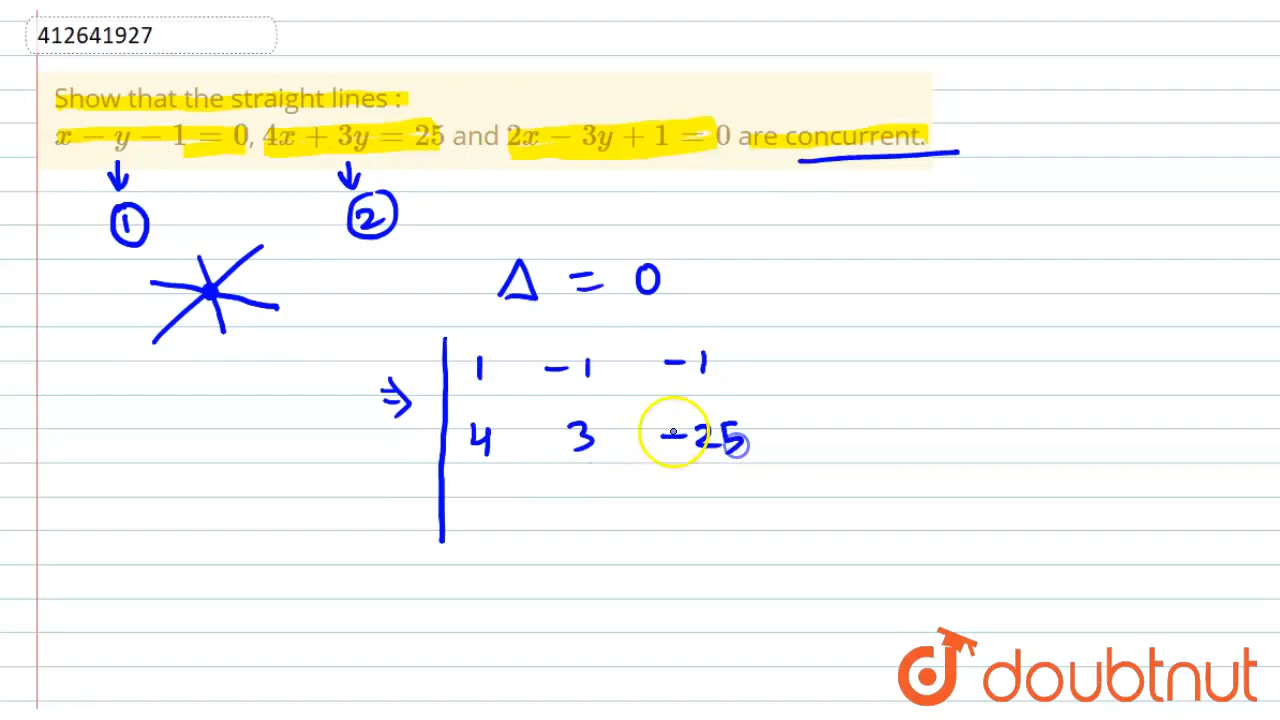 412641927
Show that the straight lines :
x − y − 1 = 0, 4x + 3y = 25 and 2x − 3y + 1 = 0 are concurrent.
1 2
Δ = 0
⇒ | 1 -1 -1
4 3 -25
doubtnut